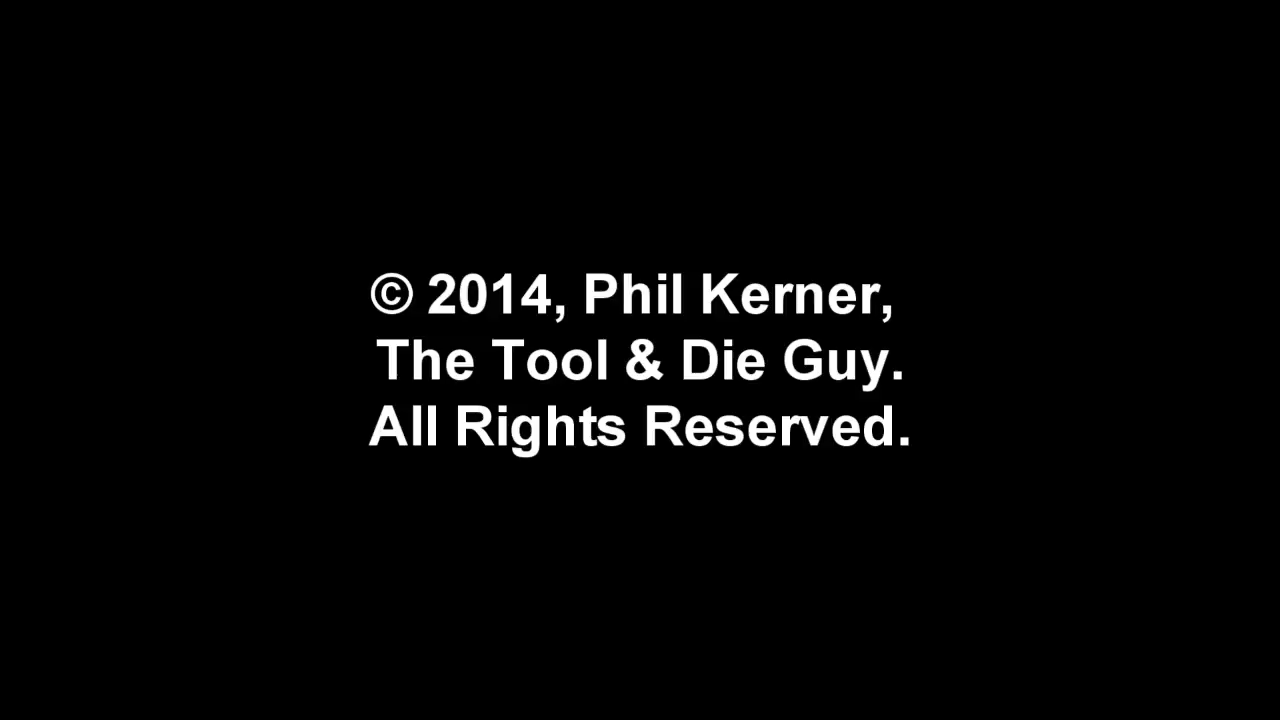 © 2014, Phil Kerner,
The Tool & Die Guy.
All Rights Reserved.